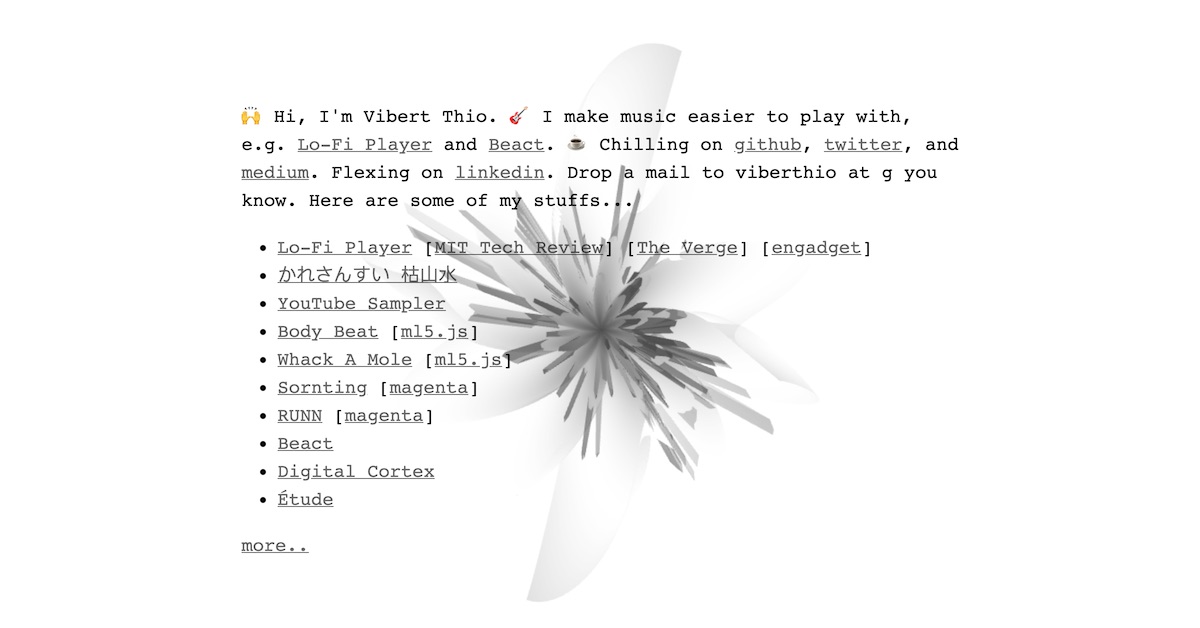 🙌 Hi, I'm Vibert Thio. 🎸 I make music easier to play with,
e.g. Lo-Fi Player and Beact. ☕ Chilling on github, twitter, and
medium. Flexing on linkedin. Drop a mail to viberthio at g you
know. Here are some of my stuffs...
• Lo-Fi Player [MIT Tech Review] [The Verge] [engadget]
• かれさんすい 枯山水
• YouTube Sampler
• Body Beat [ml5.js]
• Whack A Mole [ml5.js]
• Sornting [magenta]
• RUNN [magenta]
• Beact
• Digital Cortex
• Étude
more..